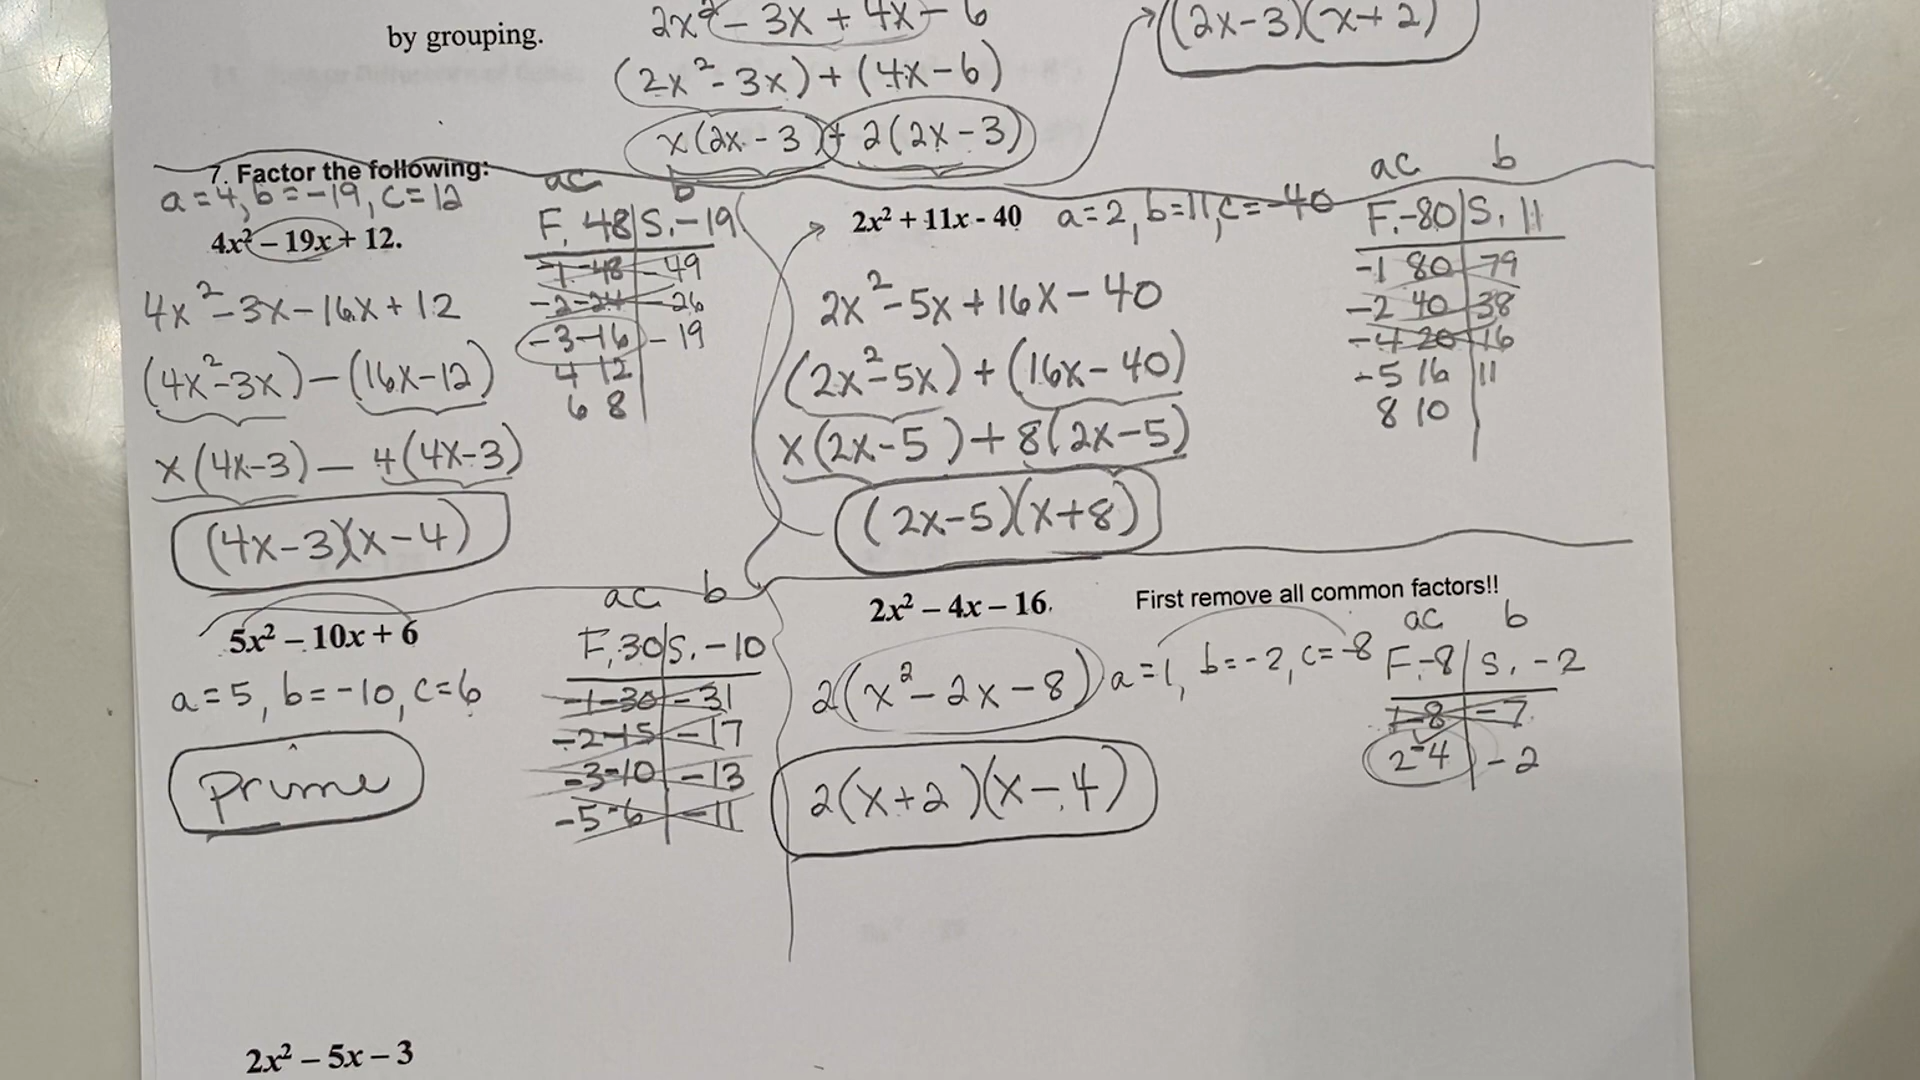 by grouping.
2x² - 3x + 4x - 6
(2x² - 3x) + (4x - 6)
x(2x - 3) + 2(2x - 3)
(2x-3)(x+2)
7. Factor the following:
a=4, b=-19, c=12
4x² – 19x + 12.
4x² - 3x - 16x + 12
(4x² - 3x) - (16x - 12)
x(4x-3) - 4(4x-3)
(4x-3)(x-4)
ac b
F. 48 | S. -19
-1 -48 | -49
-2 -24 | -26
-3 -16 | -19
4 12
6 8
2x² + 11x - 40 a=2, b=11, c=-40
2x² - 5x + 16x - 40
(2x² - 5x) + (16x - 40)
x(2x-5) + 8(2x-5)
(2x-5)(x+8)
ac b
F. -80 | S. 11
-1 80 | 79
-2 40 | 38
-4 20 | 16
-5 16 | 11
8 10
5x² – 10x + 6
a=5, b=-10, c=6
prime
ac b
F. 30 | S. -10
-1 -30 | -31
-2 -15 | -17
-3 -10 | -13
-5 -6 | -11
2x² – 4x – 16.
First remove all common factors!!
2(x² - 2x - 8) a=1, b=-2, c=-8
2(x+2)(x-4)
ac b
F. -8 | S. -2
1 -8 | -7
2 -4 | -2
2x² – 5x – 3